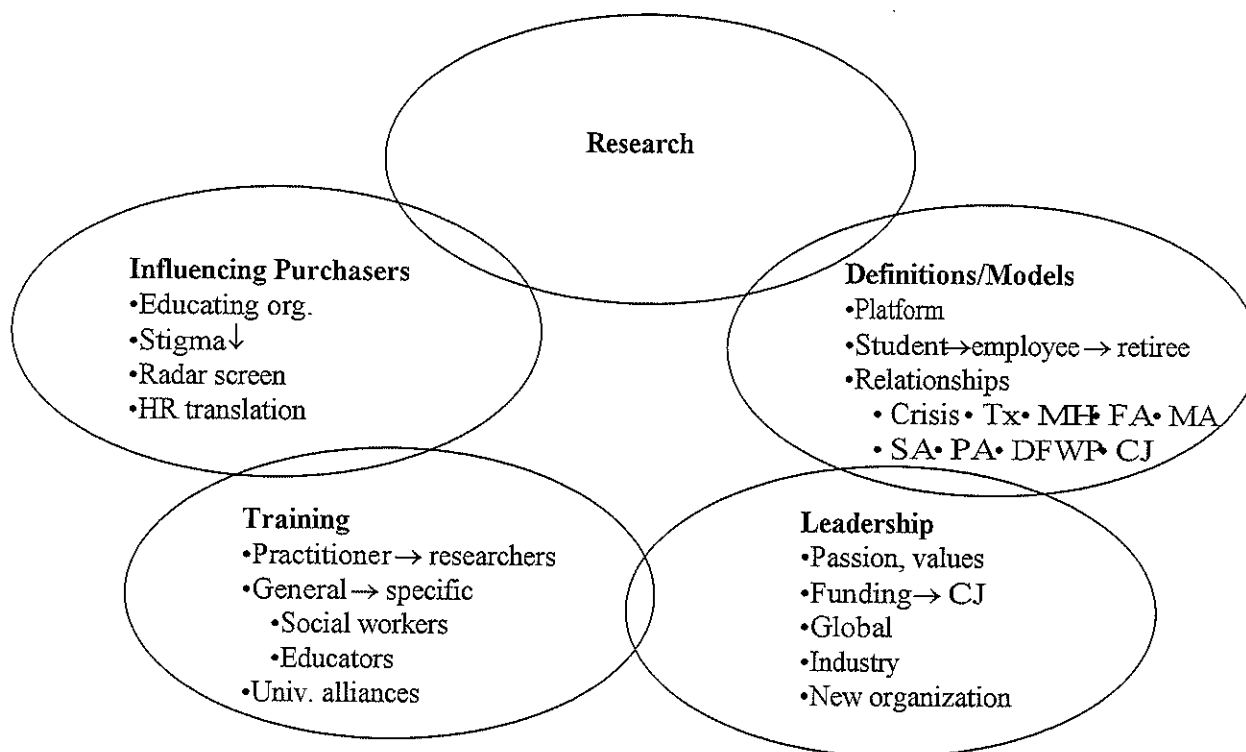 Research
Influencing Purchasers
•Educating org.
•Stigma↓
•Radar screen
•HR translation
Definitions/Models
•Platform
•Student→employee→ retiree
•Relationships
• Crisis• Tx• MH• FA• MA
• SA• PA• DFWP• CJ
Training
•Practitioner→ researchers
•General→ specific
•Social workers
•Educators
•Univ. alliances
Leadership
•Passion, values
•Funding→ CJ
•Global
•Industry
•New organization